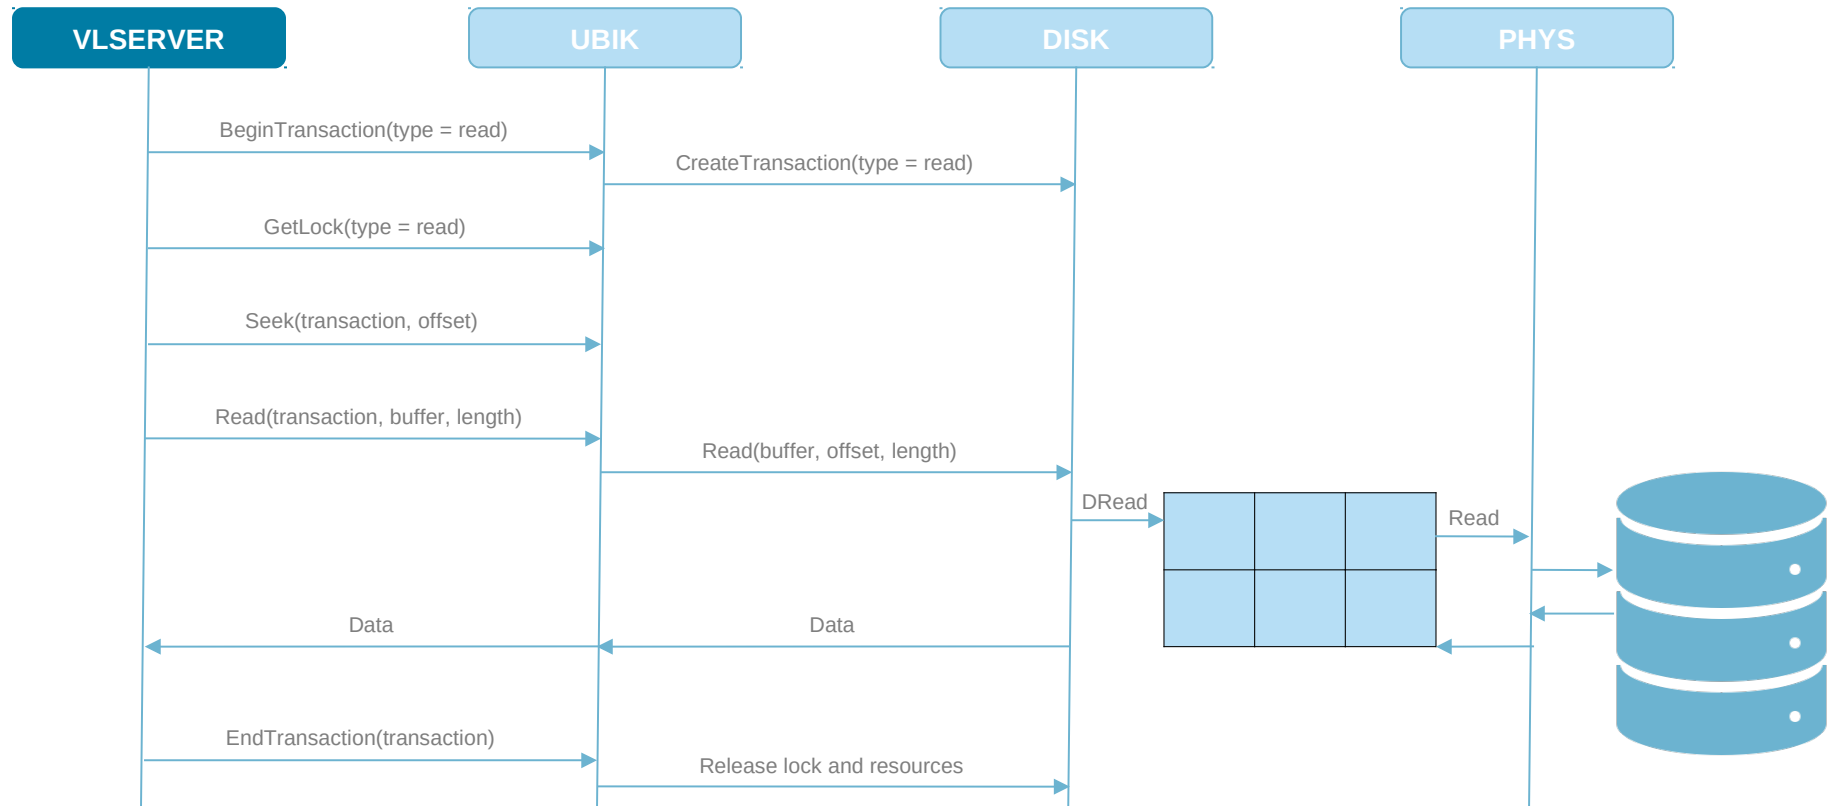 VLSERVER
UBIK
DISK
PHYS
BeginTransaction(type = read)
CreateTransaction(type = read)
GetLock(type = read)
Seek(transaction, offset)
Read(transaction, buffer, length)
Read(buffer, offset, length)
DRead
Read
Data
Data
EndTransaction(transaction)
Release lock and resources